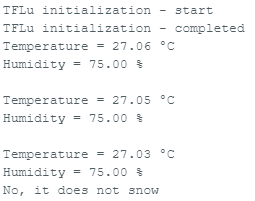 TFLu initialization - start
TFLu initialization - completed
Temperature = 27.06 °C
Humidity = 75.00 %

Temperature = 27.05 °C
Humidity = 75.00 %

Temperature = 27.03 °C
Humidity = 75.00 %
No, it does not snow